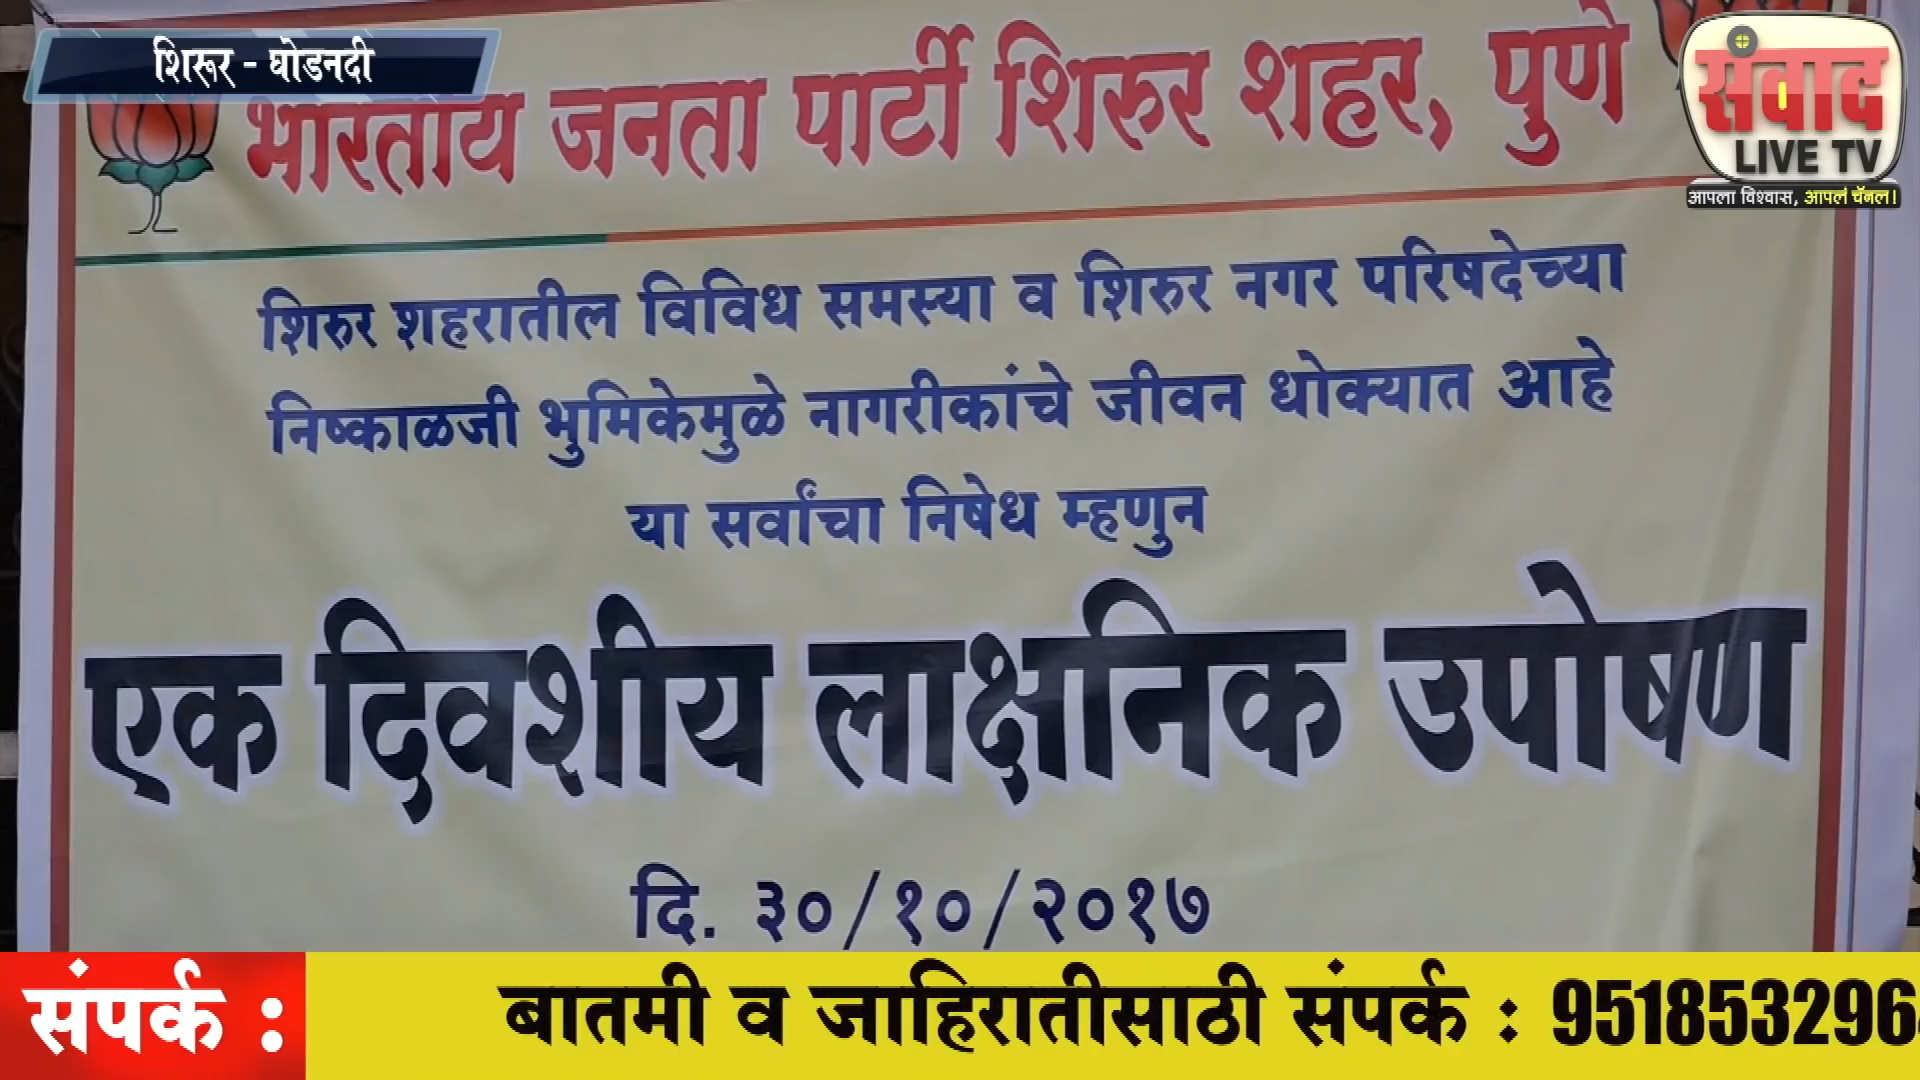 शिरूर - घोडनदी
भारतीय जनता पार्टी शिरुर शहर, पुणे
संवाद
LIVE TV
आपला विश्वास, आपलं चॅनल!
शिरुर शहरातील विविध समस्या व शिरुर नगर परिषदेच्या
निष्काळजी भुमिकेमुळे नागरीकांचे जीवन धोक्यात आहे
या सर्वांचा निषेध म्हणुन
एक दिवशीय लाक्षनिक उपोषण
दि. ३०/१०/२०१७
संपर्क : बातमी व जाहिरातीसाठी संपर्क : 951853296